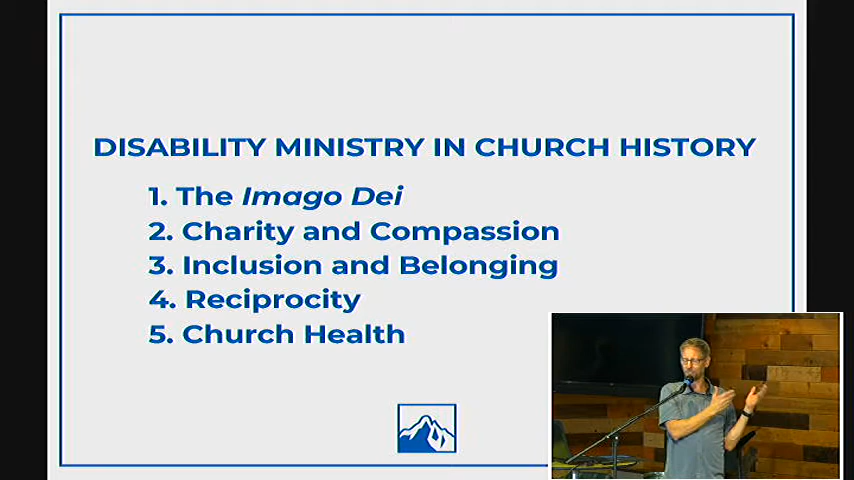 DISABILITY MINISTRY IN CHURCH HISTORY
1. The Imago Dei
2. Charity and Compassion
3. Inclusion and Belonging
4. Reciprocity
5. Church Health